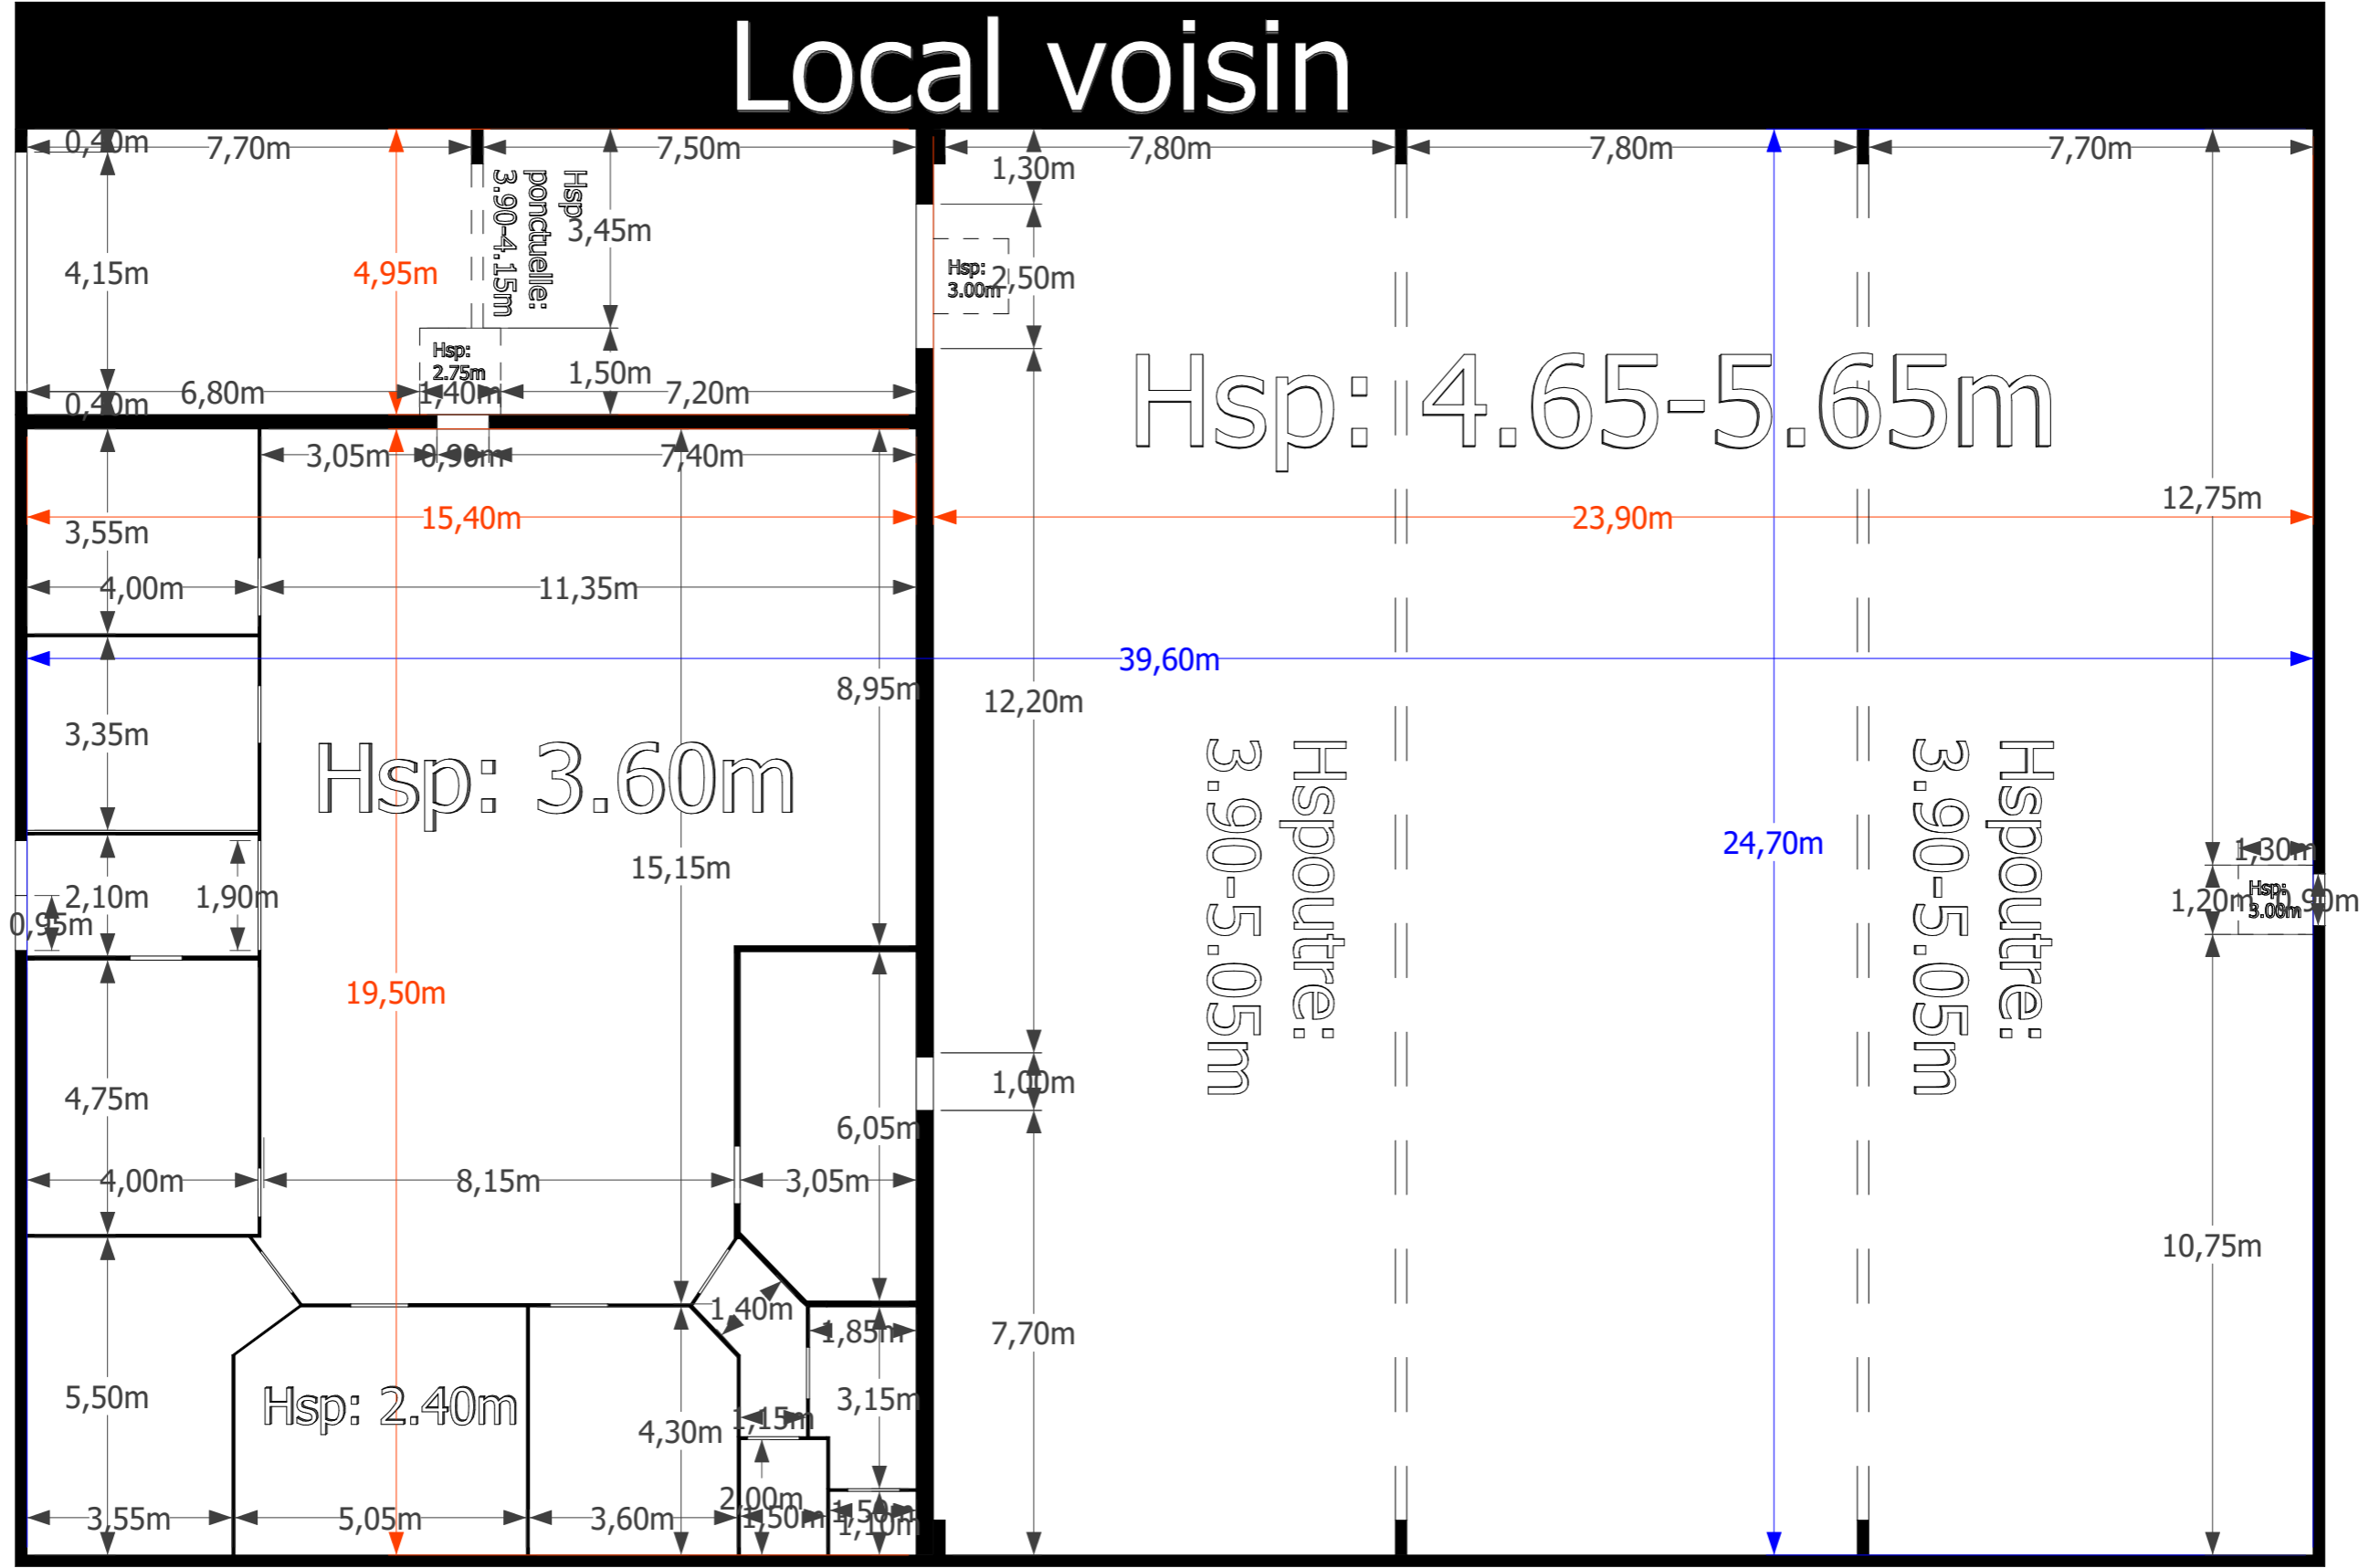 Local voisin
0,40m
7,70m
7,50m
7,80m
7,80m
7,70m
1,30m
Hsp
ponctuelle:
3.90-4.15m
3,45m
4,15m
4,95m
Hsp:
3.00m
2,50m
Hsp:
2.75m
1,50m
6,80m
1,40m
7,20m
0,40m
Hsp: 4.65-5.65m
3,05m
0,90m
7,40m
12,75m
15,40m
23,90m
3,55m
4,00m
11,35m
39,60m
8,95m
12,20m
3,35m
Hsp: 3.60m
Hspoutre:
3.90-5.05m
Hspoutre:
3.90-5.05m
24,70m
1,30m
15,15m
2,10m
1,90m
0,95m
1,20m
Hsp:
3.00m
0,90m
19,50m
1,00m
4,75m
6,05m
4,00m
8,15m
3,05m
10,75m
1,40m
1,85m
7,70m
5,50m
Hsp: 2.40m
3,15m
1,15m
4,30m
2,00m
3,55m
5,05m
3,60m
1,50m
1,50m
1,10m